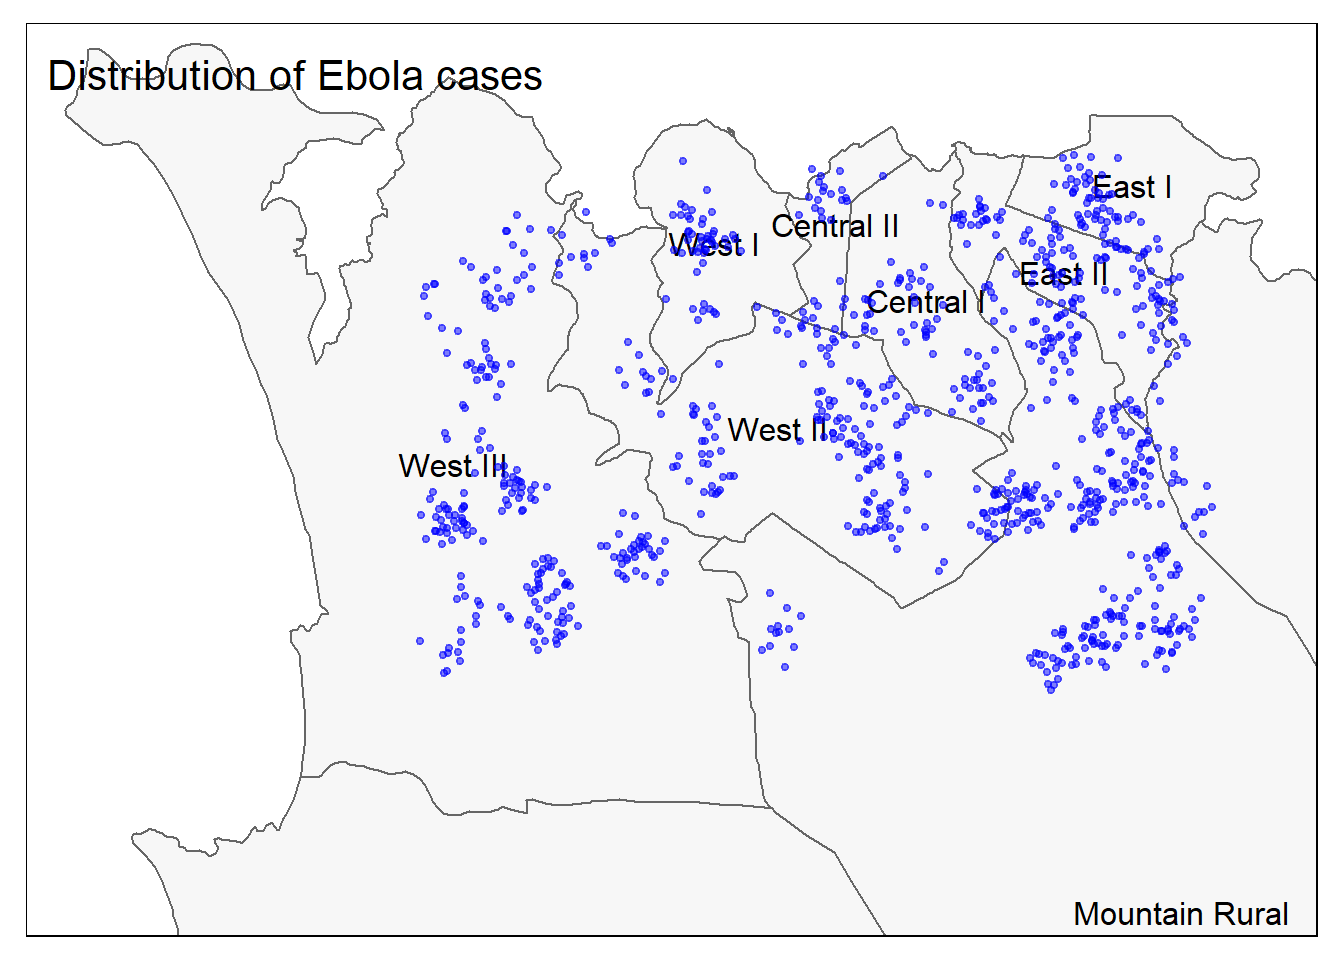 Distribution of Ebola cases
East I
Central II
West I
East II
Central I
West II
West III
Mountain Rural